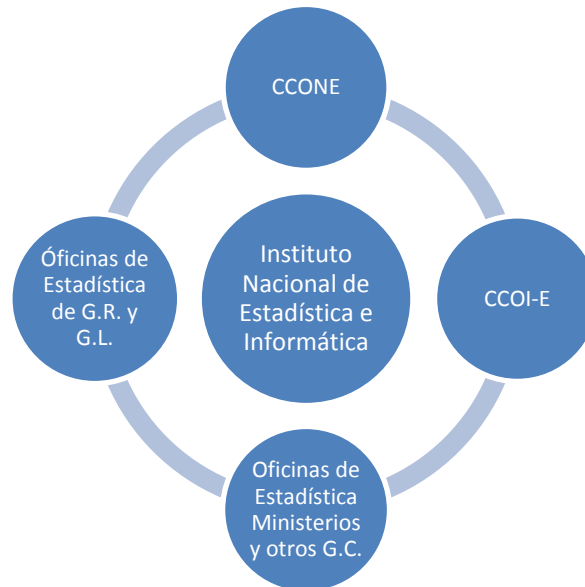 CCONE
Óficinas de
Estadística
de G.R. y
G.L.
Instituto
Nacional de
Estadística e
Informática
CCOI-E
Oficinas de
Estadística
Ministerios
y otros G.C.